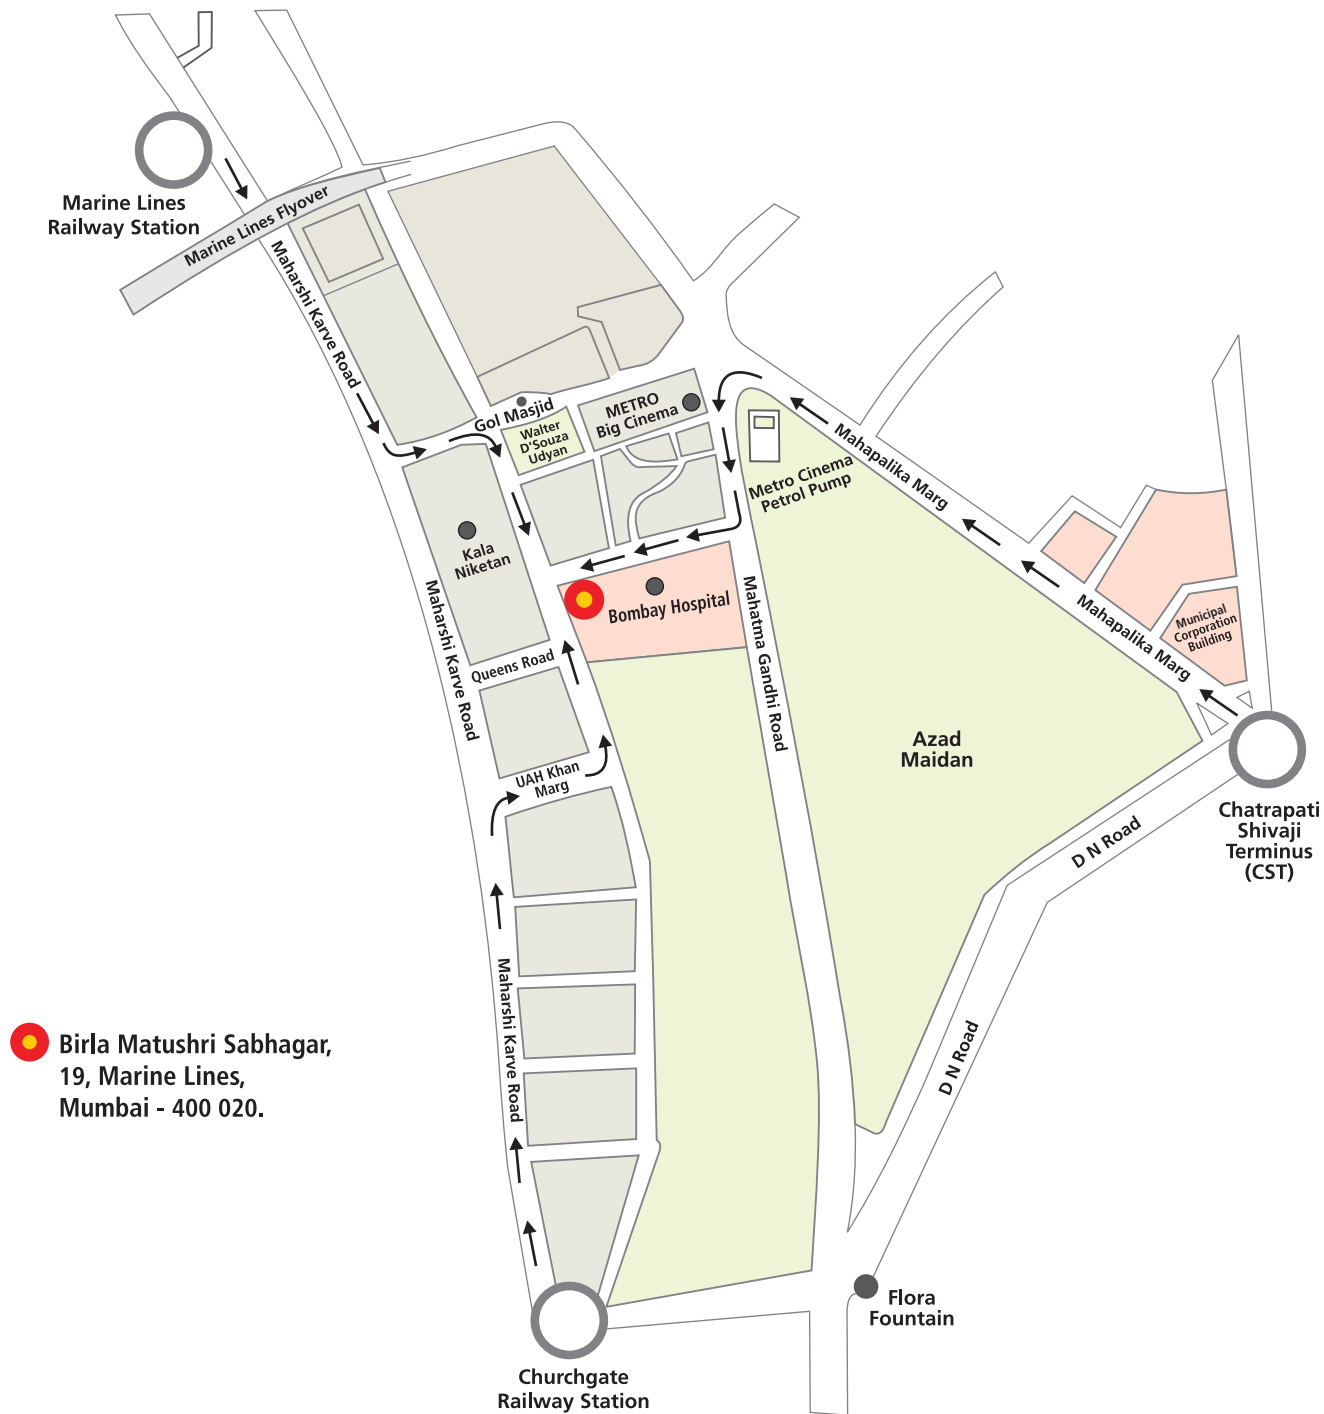 Marine Lines
Railway Station
Marine Lines Flyover
Maharshi Karve Road
Gol Masjid
Walter
D'Souza
Udyan
METRO
Big Cinema
Metro Cinema
Petrol Pump
Mahapalika Marg
Kala
Niketan
Bombay Hospital
Maharshi Karve Road
Queens Road
Mahatma Gandhi Road
Mahapalika Marg
Municipal
Corporation
Building
UAH Khan
Marg
Azad
Maidan
Chatrapati
Shivaji
Terminus
(CST)
D N Road
Maharshi Karve Road
D N Road
Birla Matushri Sabhagar,
19, Marine Lines,
Mumbai - 400 020.
Flora
Fountain
Churchgate
Railway Station